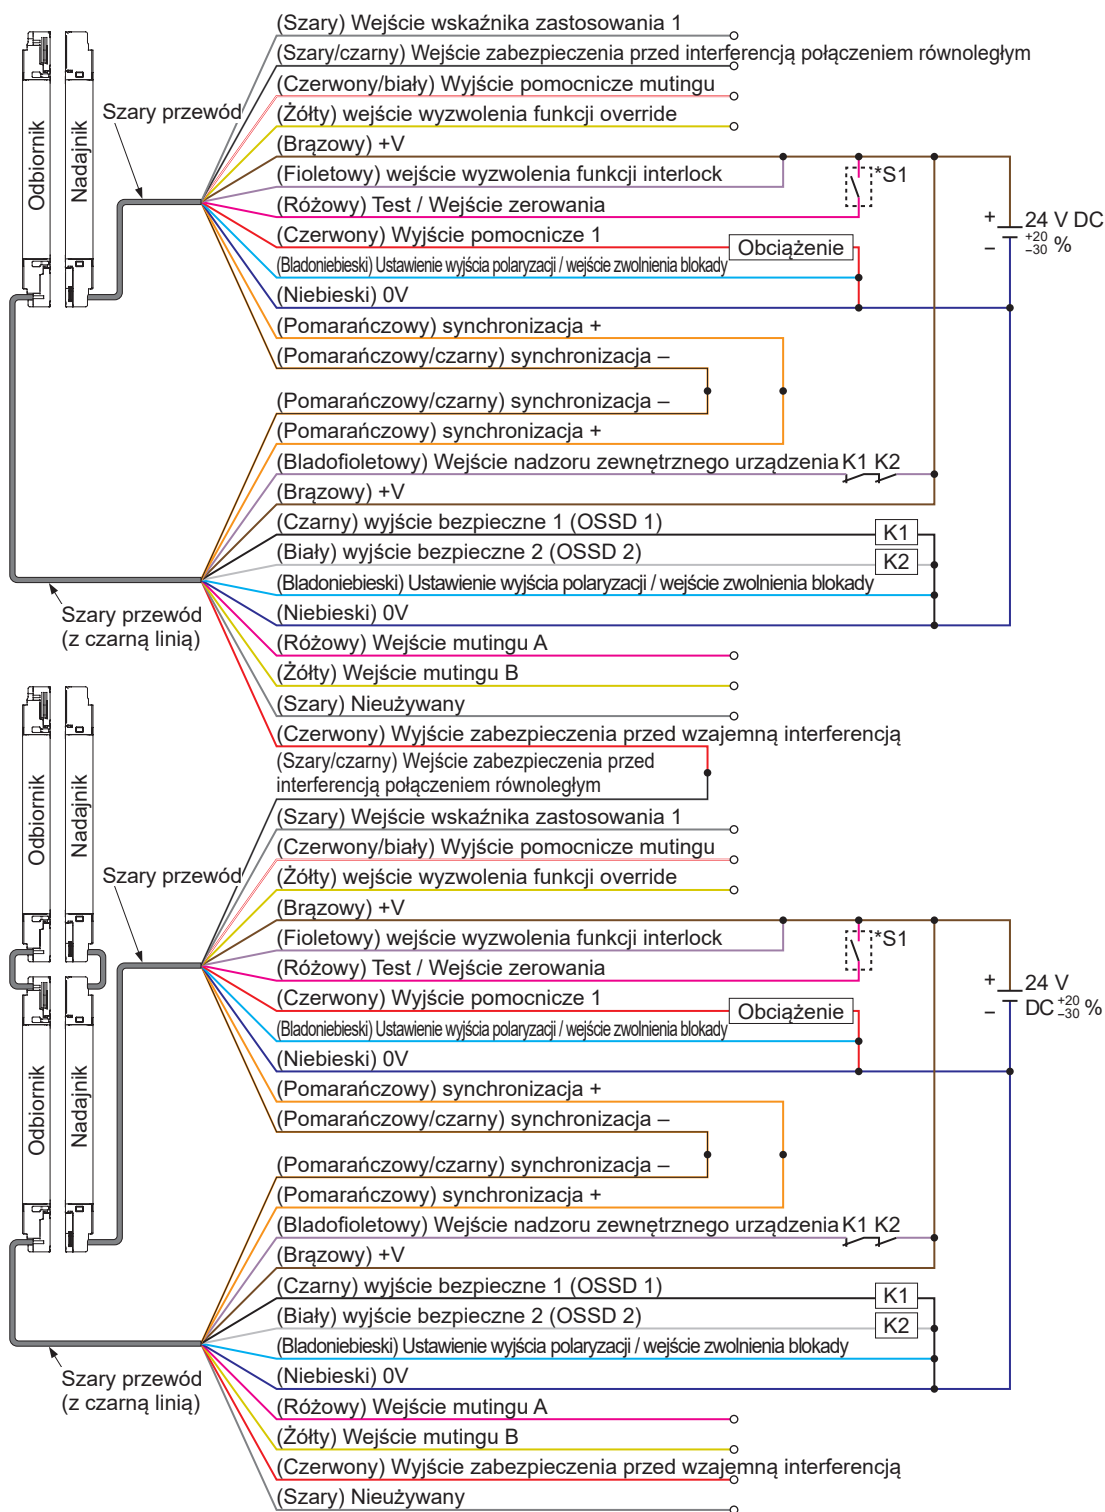 (Szary) Wejście wskaźnika zastosowania 1
(Szary/czarny) Wejście zabezpieczenia przed interferencją połączeniem równoległym
(Czerwony/biały) Wyjście pomocnicze mutingu
Szary przewód
(Żółty) wejście wyzwolenia funkcji override
(Brązowy) +V
Odbiornik
Nadajnik
(Fioletowy) wejście wyzwolenia funkcji interlock
*S1
(Różowy) Test / Wejście zerowania
+
24 V DC
+20
–30 %
–
(Czerwony) Wyjście pomocnicze 1
Obciążenie
(Bladoniebieski) Ustawienie wyjścia polaryzacji / wejście zwolnienia blokady
(Niebieski) 0V
(Pomarańczowy) synchronizacja +
(Pomarańczowy/czarny) synchronizacja –
(Pomarańczowy/czarny) synchronizacja –
(Pomarańczowy) synchronizacja +
(Bladofioletowy) Wejście nadzoru zewnętrznego urządzenia K1 K2
(Brązowy) +V
(Czarny) wyjście bezpieczne 1 (OSSD 1)
K1
(Biały) wyjście bezpieczne 2 (OSSD 2)
K2
(Bladoniebieski) Ustawienie wyjścia polaryzacji / wejście zwolnienia blokady
(Niebieski) 0V
Szary przewód
(z czarną linią)
(Różowy) Wejście mutingu A
(Żółty) Wejście mutingu B
(Szary) Nieużywany
(Czerwony) Wyjście zabezpieczenia przed wzajemną interferencją
(Szary/czarny) Wejście zabezpieczenia przed
interferencją połączeniem równoległym
Odbiornik
Nadajnik
(Szary) Wejście wskaźnika zastosowania 1
(Czerwony/biały) Wyjście pomocnicze mutingu
Szary przewód
(Żółty) wejście wyzwolenia funkcji override
(Brązowy) +V
(Fioletowy) wejście wyzwolenia funkcji interlock
*S1
(Różowy) Test / Wejście zerowania
+
24 V
DC +20
–30 %
–
(Czerwony) Wyjście pomocnicze 1
Obciążenie
(Bladoniebieski) Ustawienie wyjścia polaryzacji / wejście zwolnienia blokady
(Niebieski) 0V
Odbiornik
Nadajnik
(Pomarańczowy) synchronizacja +
(Pomarańczowy/czarny) synchronizacja –
(Pomarańczowy/czarny) synchronizacja –
(Pomarańczowy) synchronizacja +
(Bladofioletowy) Wejście nadzoru zewnętrznego urządzenia K1 K2
(Brązowy) +V
(Czarny) wyjście bezpieczne 1 (OSSD 1)
K1
(Biały) wyjście bezpieczne 2 (OSSD 2)
K2
(Bladoniebieski) Ustawienie wyjścia polaryzacji / wejście zwolnienia blokady
(Niebieski) 0V
Szary przewód
(z czarną linią)
(Różowy) Wejście mutingu A
(Żółty) Wejście mutingu B
(Czerwony) Wyjście zabezpieczenia przed wzajemną interferencją
(Szary) Nieużywany